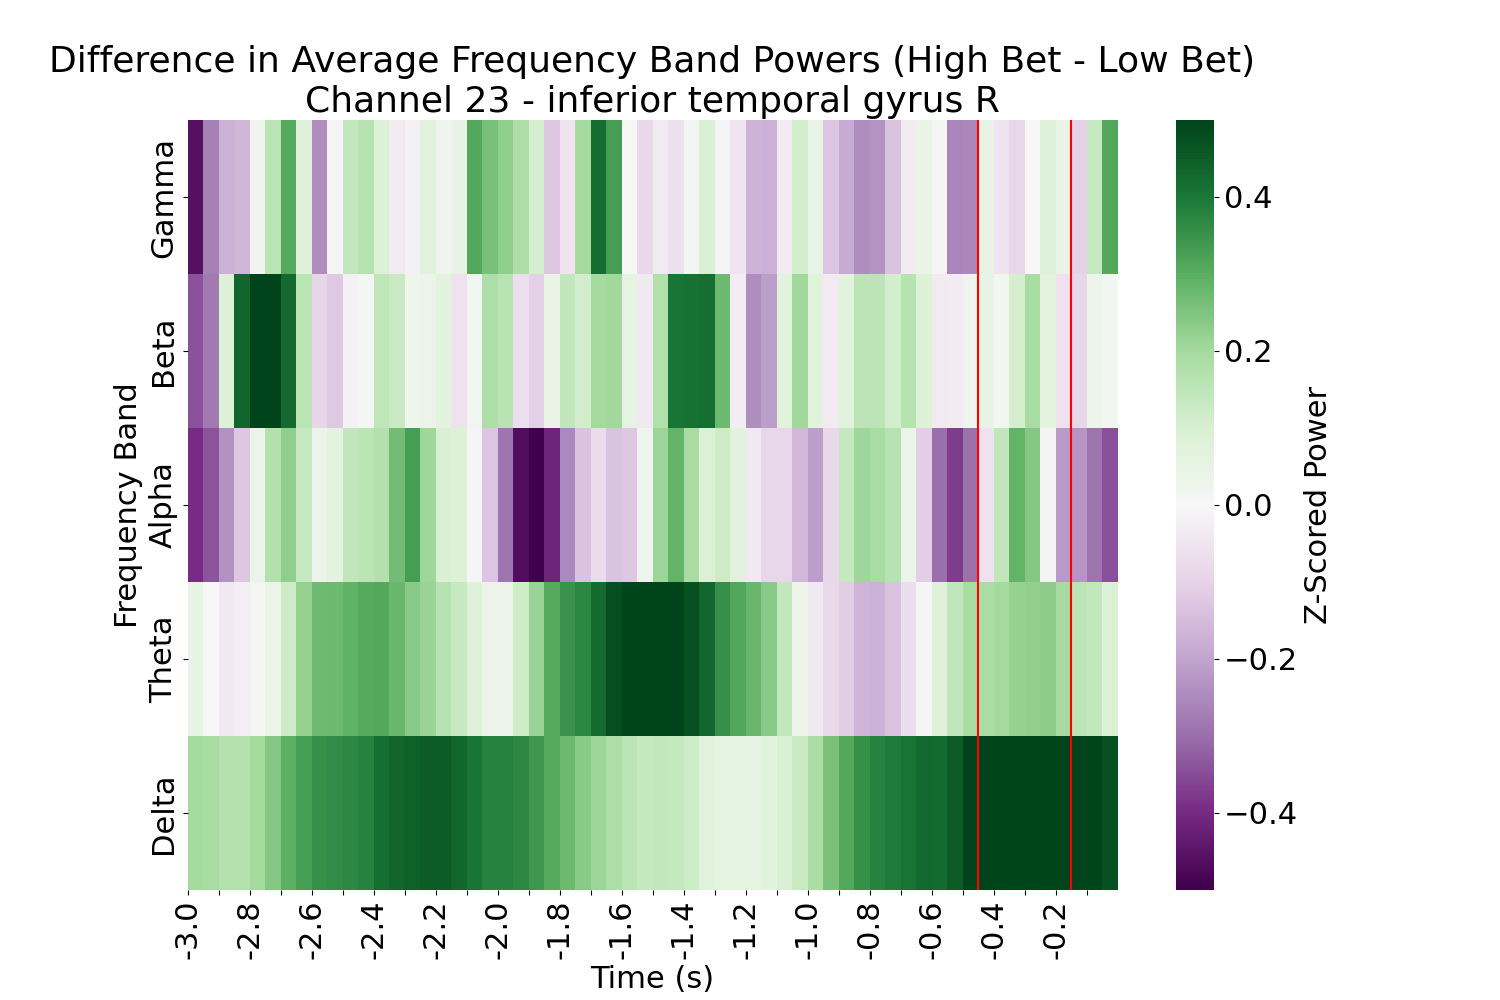 Difference in Average Frequency Band Powers (High Bet - Low Bet)
Channel 23 - inferior temporal gyrus R
Frequency Band
Gamma
Beta
Alpha
Theta
Delta
-3.0
-2.8
-2.6
-2.4
-2.2
-2.0
-1.8
-1.6
-1.4
-1.2
-1.0
-0.8
-0.6
-0.4
-0.2
Time (s)
0.4
0.2
0.0
−0.2
−0.4
Z-Scored Power